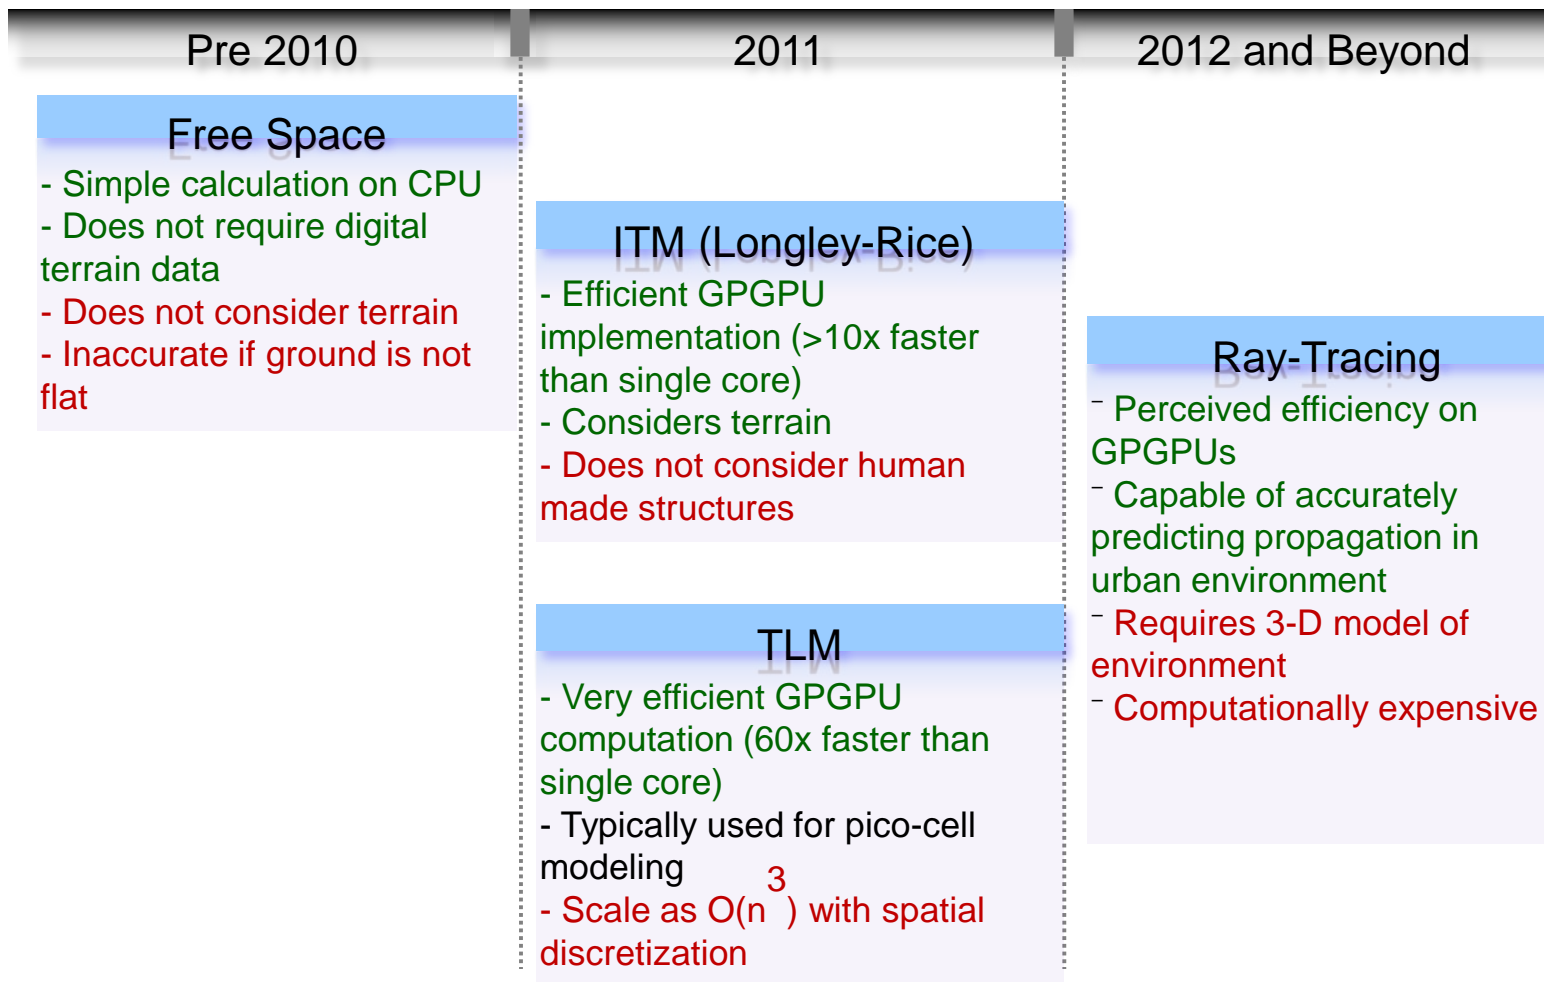 Pre 2010
2011
2012 and Beyond
Free Space
- Simple calculation on CPU
- Does not require digital
terrain data
- Does not consider terrain
- Inaccurate if ground is not
flat
ITM (Longley-Rice)
- Efficient GPGPU
implementation (>10x faster
than single core)
- Considers terrain
- Does not consider human
made structures
TLM
- Very efficient GPGPU
computation (60x faster than
single core)
- Typically used for pico-cell
modeling
- Scale as O(n³) with spatial
discretization
Ray-Tracing
– Perceived efficiency on
GPGPUs
– Capable of accurately
predicting propagation in
urban environment
– Requires 3-D model of
environment
– Computationally expensive